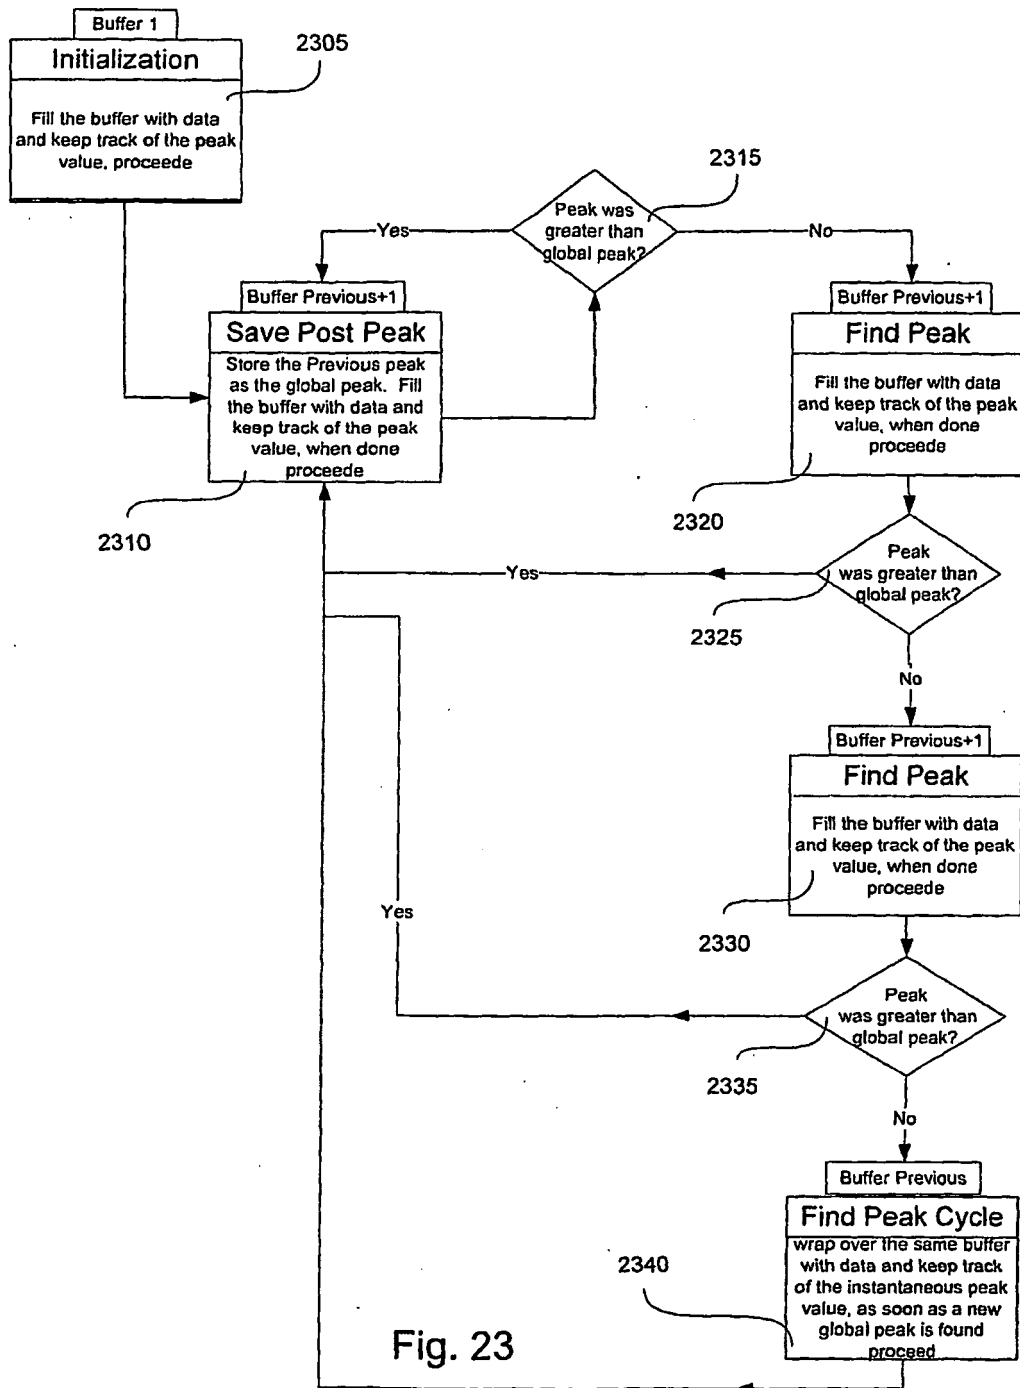 Buffer 1
Initialization
2305
Fill the buffer with data
and keep track of the peak
value, proceede
2315
Peak was
greater than
global peak?
Yes
No
Buffer Previous+1
Save Post Peak
Store the Previous peak
as the global peak. Fill
the buffer with data and
keep track of the peak
value, when done
proceede
2310
Buffer Previous+1
Find Peak
Fill the buffer with data
and keep track of the peak
value, when done
proceede
2320
Peak
was greater than
global peak?
Yes
2325
No
Buffer Previous+1
Find Peak
Fill the buffer with data
and keep track of the peak
value, when done
proceede
2330
Yes
Peak
was greater than
global peak?
2335
No
Buffer Previous
Find Peak Cycle
wrap over the same buffer
with data and keep track
of the instantaneous peak
value, as soon as a new
global peak is found
proceed
2340
Fig. 23